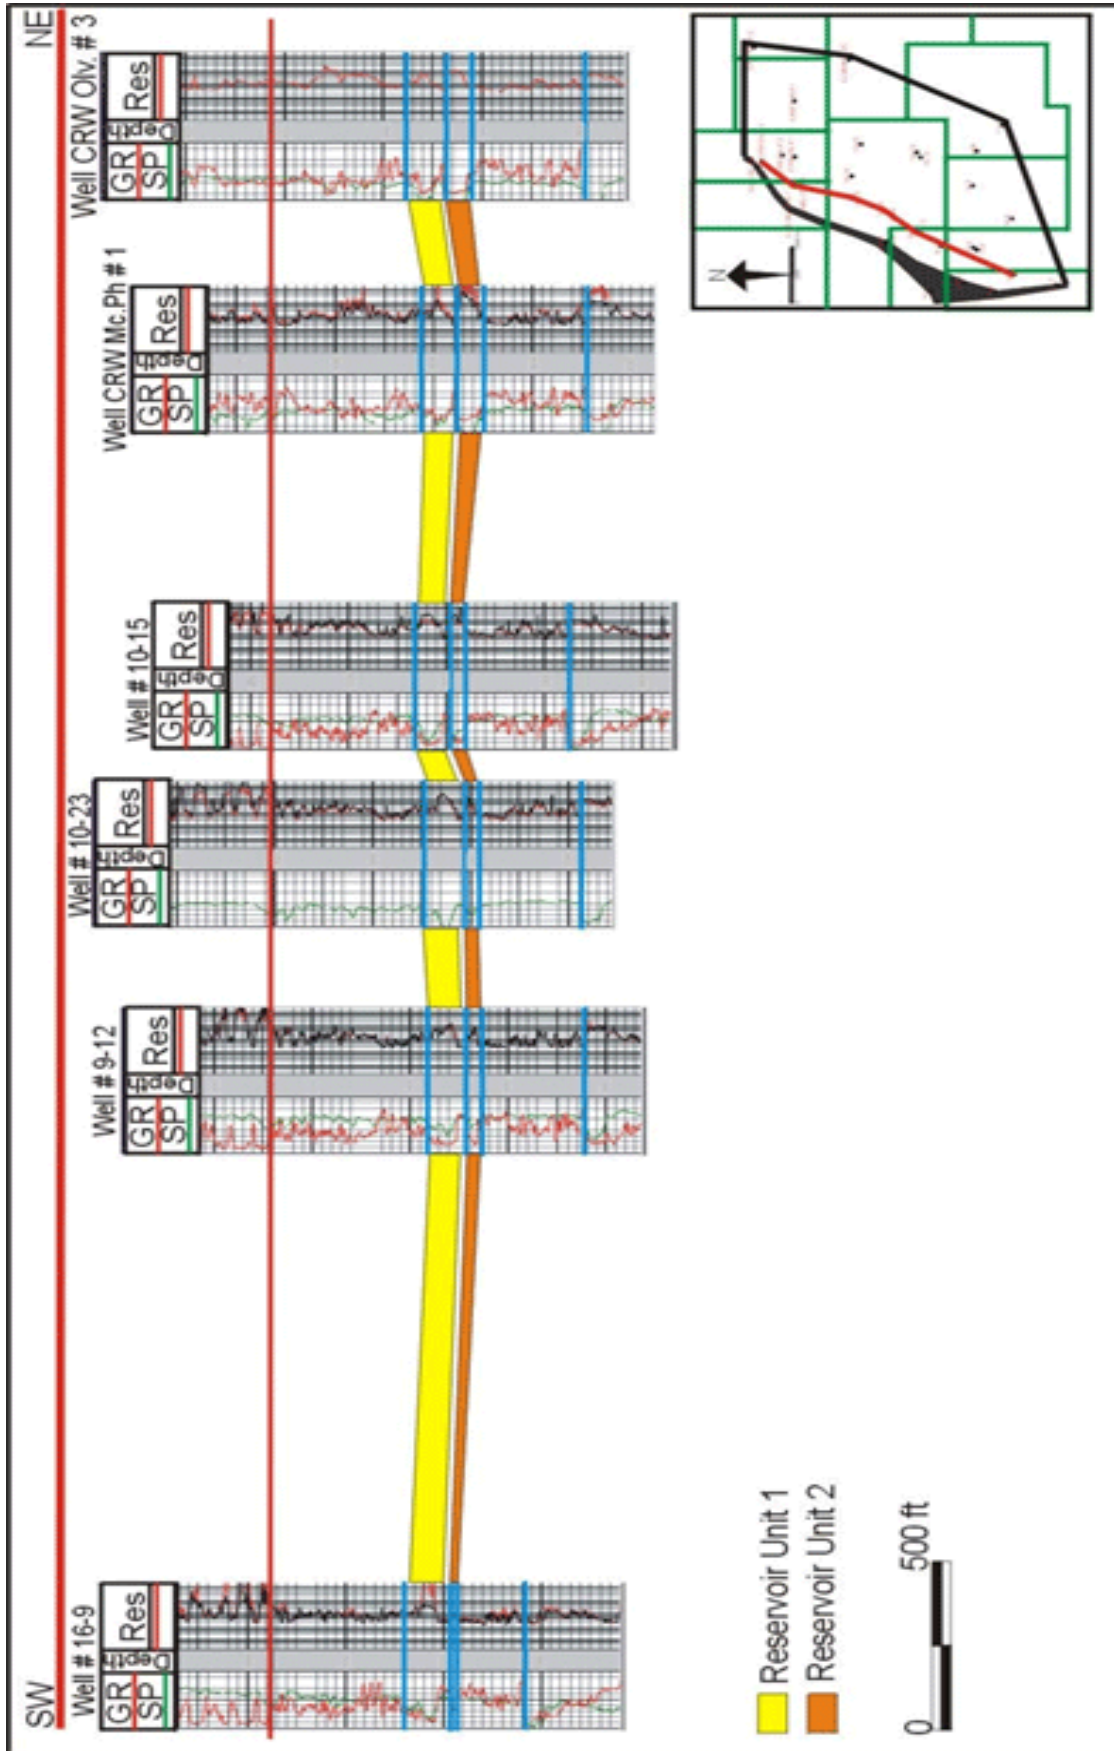 SW
NE
Well # 16-9
GR
SP
Depth
Res
Well # 9-12
GR
SP
Depth
Res
Well # 10-23
GR
SP
Depth
Res
Well # 10-15
GR
SP
Depth
Res
Well CRW Mc.Ph # 1
GR
SP
Depth
Res
Well CRW Olv. # 3
GR
SP
Depth
Res
Reservoir Unit 1
Reservoir Unit 2
0
500 ft
N